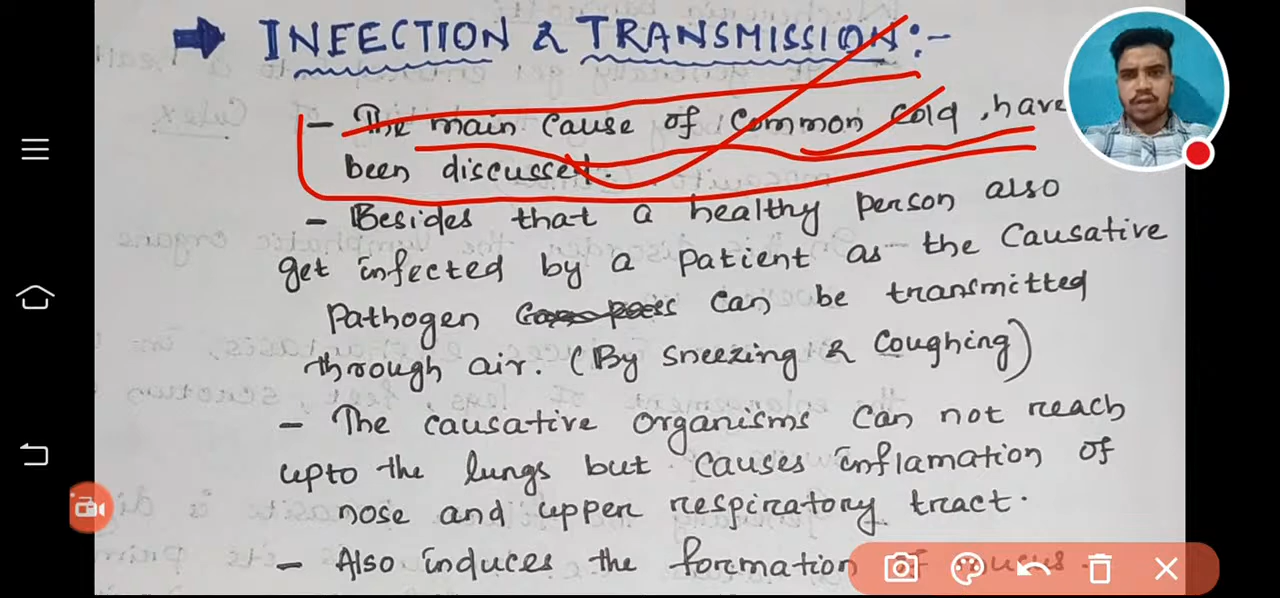 INFECTION & TRANSMISSION:-
- The main cause of Common Cold, have
been discussed.
- Besides that a healthy person also
get infected by a patient as the Causative
Pathogen can be transmitted
through air. (By sneezing & Coughing)
- The causative organisms can not reach
upto the lungs but causes inflamation of
nose and upper respiratory tract.
- Also induces the formation of mucus.